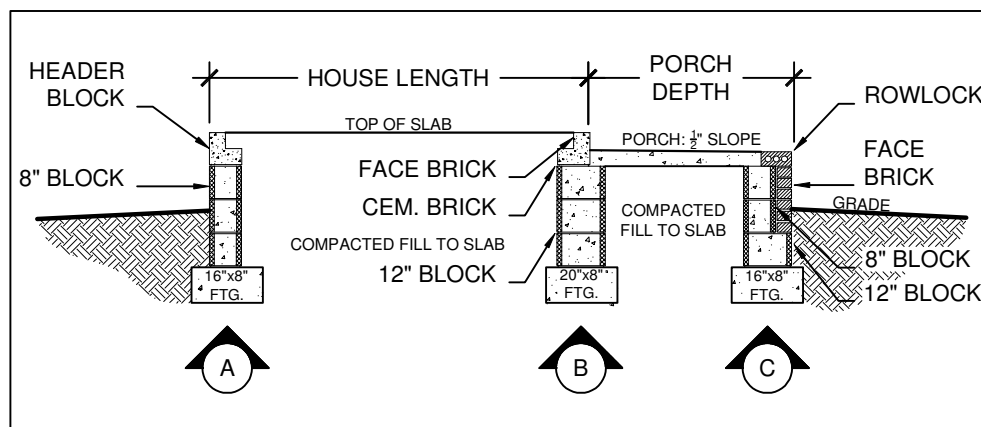 HEADER
BLOCK
HOUSE LENGTH
PORCH
DEPTH
ROWLOCK
TOP OF SLAB
PORCH: ½" SLOPE
FACE BRICK
FACE
BRICK
8" BLOCK
CEM. BRICK
GRADE
COMPACTED
FILL TO SLAB
COMPACTED FILL TO SLAB
12" BLOCK
8" BLOCK
12" BLOCK
16"x8"
FTG.
20"x8"
FTG.
16"x8"
FTG.
A
B
C